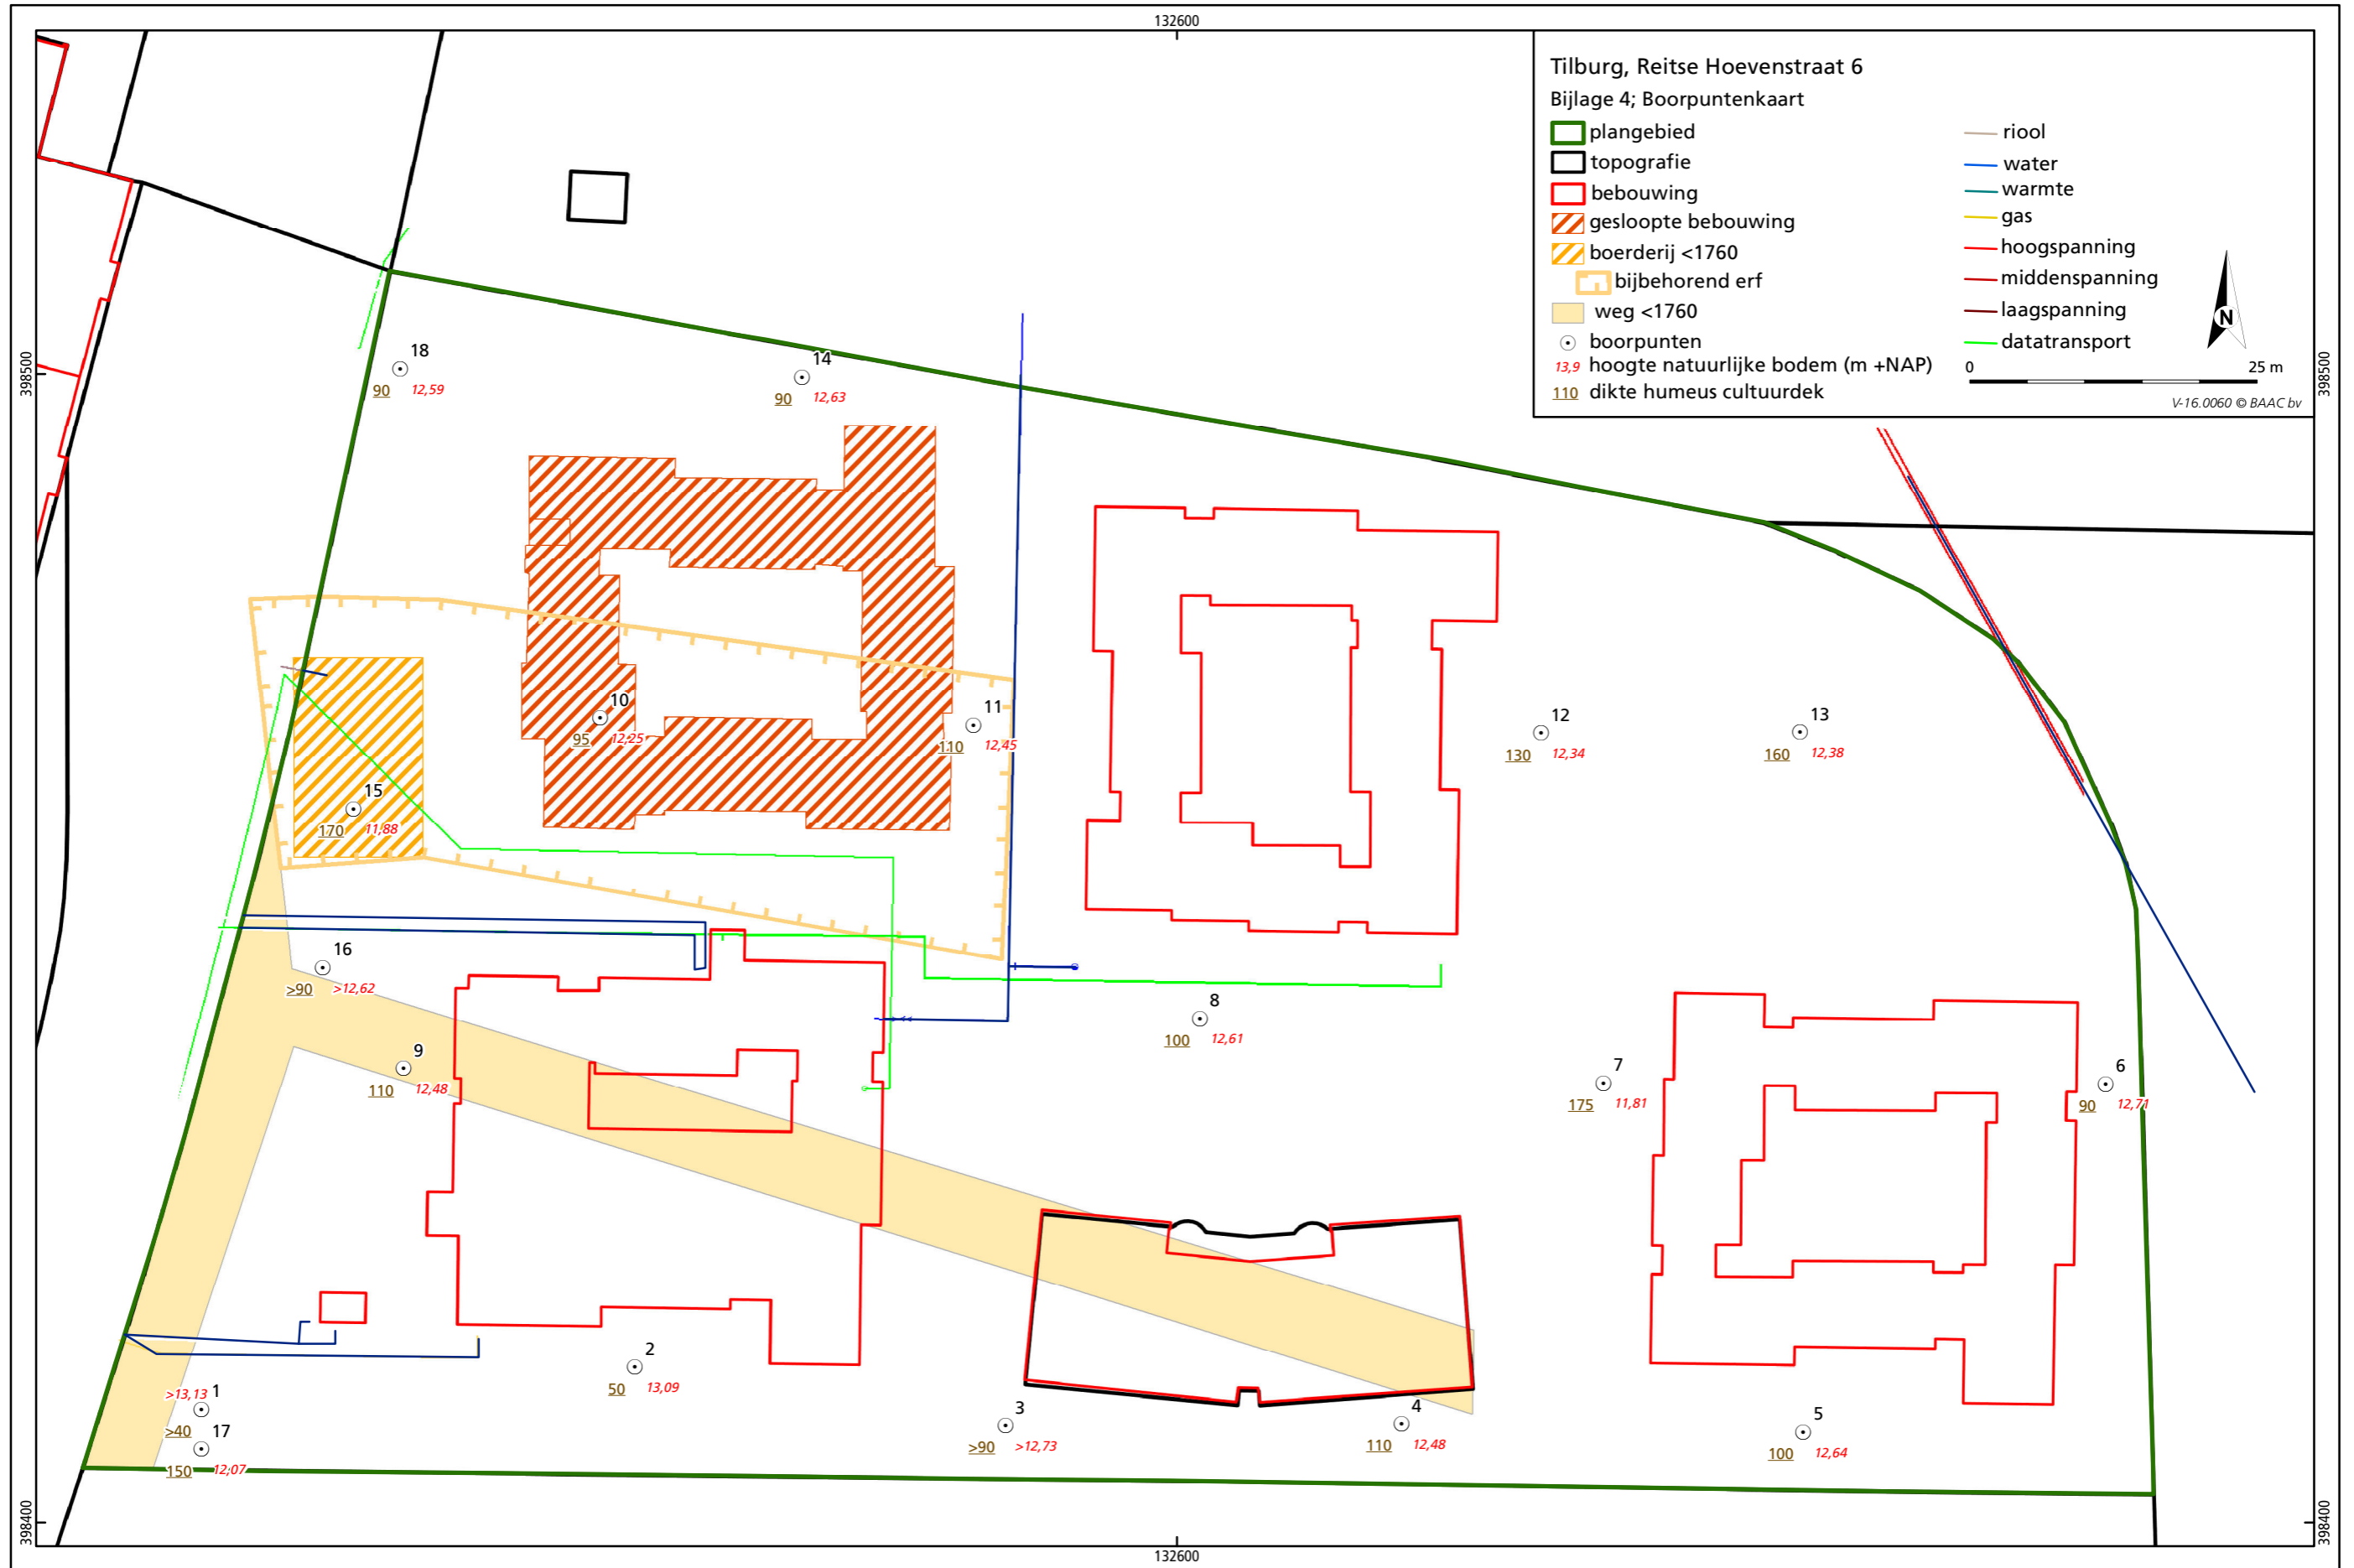 132600
Tilburg, Reitse Hoevenstraat 6
Bijlage 4; Boorpuntenkaart
plangebied
topografie
bebouwing
gesloopte bebouwing
boerderij <1760
bijbehorend erf
weg <1760
boorpunten
13,9 hoogte natuurlijke bodem (m +NAP)
110 dikte humeus cultuurdek
riool
water
warmte
gas
hoogspanning
middenspanning
laagspanning
datatransport
N
0 25 m
V-16.0060 © BAAC bv
398500
398500
18
90 12,59
14
90 12,63
10
95 12,25
11
110 12,45
12
130 12,34
13
160 12,38
15
170 11,88
16
>90 >12,62
8
100 12,61
9
110 12,48
7
175 11,81
6
90 12,71
2
50 13,09
>13,13 1
>40
17
150 12,07
3
>90 >12,73
4
110 12,48
5
100 12,64
398400
398400
132600